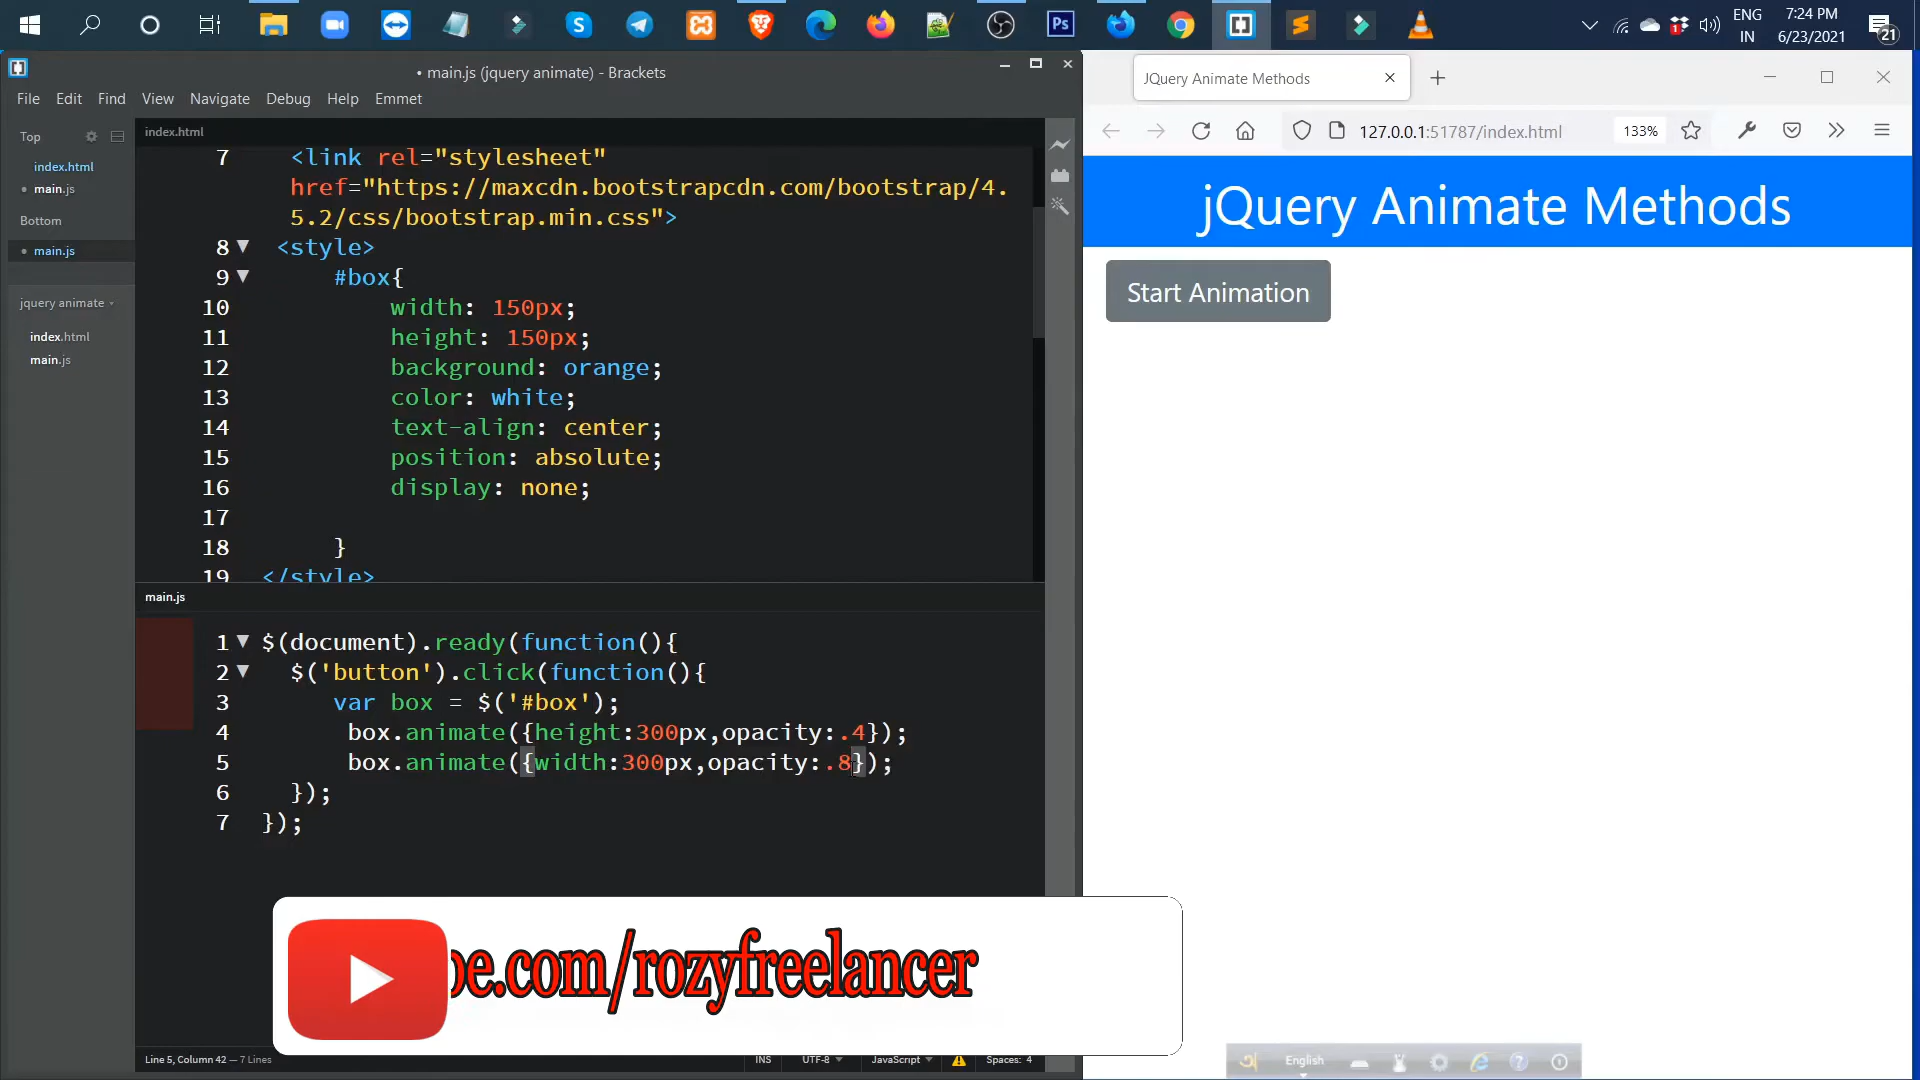 ENG
IN
7:24 PM
6/23/2021
21
Ps
• main.js (jquery animate) - Brackets
File Edit Find View Navigate Debug Help Emmet
Top
index.html
• main.js
Bottom
• main.js
jquery animate
index.html
main.js
index.html
7 <link rel="stylesheet"
href="https://maxcdn.bootstrapcdn.com/bootstrap/4.
5.2/css/bootstrap.min.css">
8 <style>
9 #box{
10 width: 150px;
11 height: 150px;
12 background: orange;
13 color: white;
14 text-align: center;
15 position: absolute;
16 display: none;
17
18 }
19 </style>
main.js
1 $(document).ready(function(){
2 $('button').click(function(){
3 var box = $('#box');
4 box.animate({height:300px,opacity:.4});
5 box.animate({width:300px,opacity:.8});
6 });
7 });
Line 5, Column 42 — 7 Lines
INS UTF-8 JavaScript Spaces: 4
JQuery Animate Methods
127.0.0.1:51787/index.html 133%
jQuery Animate Methods
Start Animation
be.com/rozyfreelancer
English